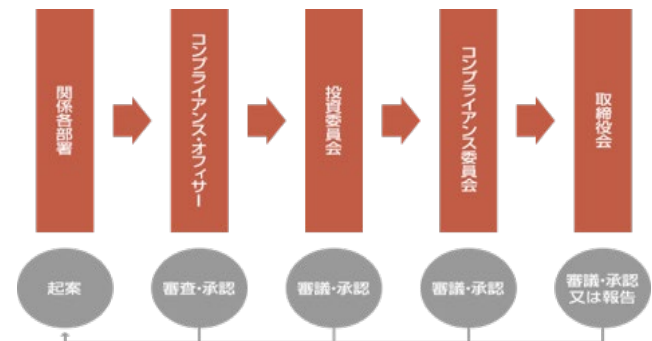 関係各部署
コンプライアンス・オフィサー
投資委員会
コンプライアンス委員会
取締役会
起案
審査・承認
審議・承認
審議・承認
審議・承認
又は報告